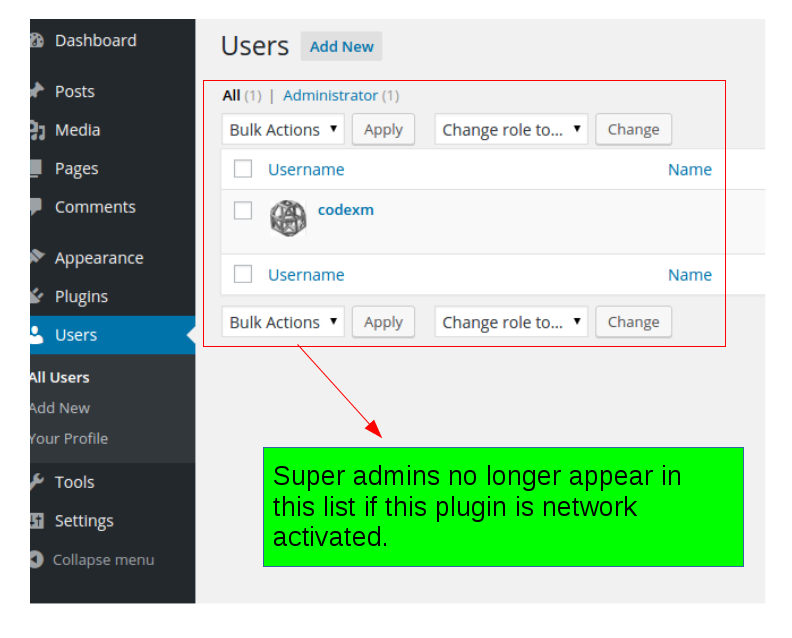 Dashboard
Posts
Media
Pages
Comments
Appearance
Plugins
Users
All Users
Add New
Your Profile
Tools
Settings
Collapse menu
Users Add New
All (1) | Administrator (1)
Bulk Actions Apply Change role to... Change
Username Name
codexm
Username Name
Bulk Actions Apply Change role to... Change
Super admins no longer appear in
this list if this plugin is network
activated.